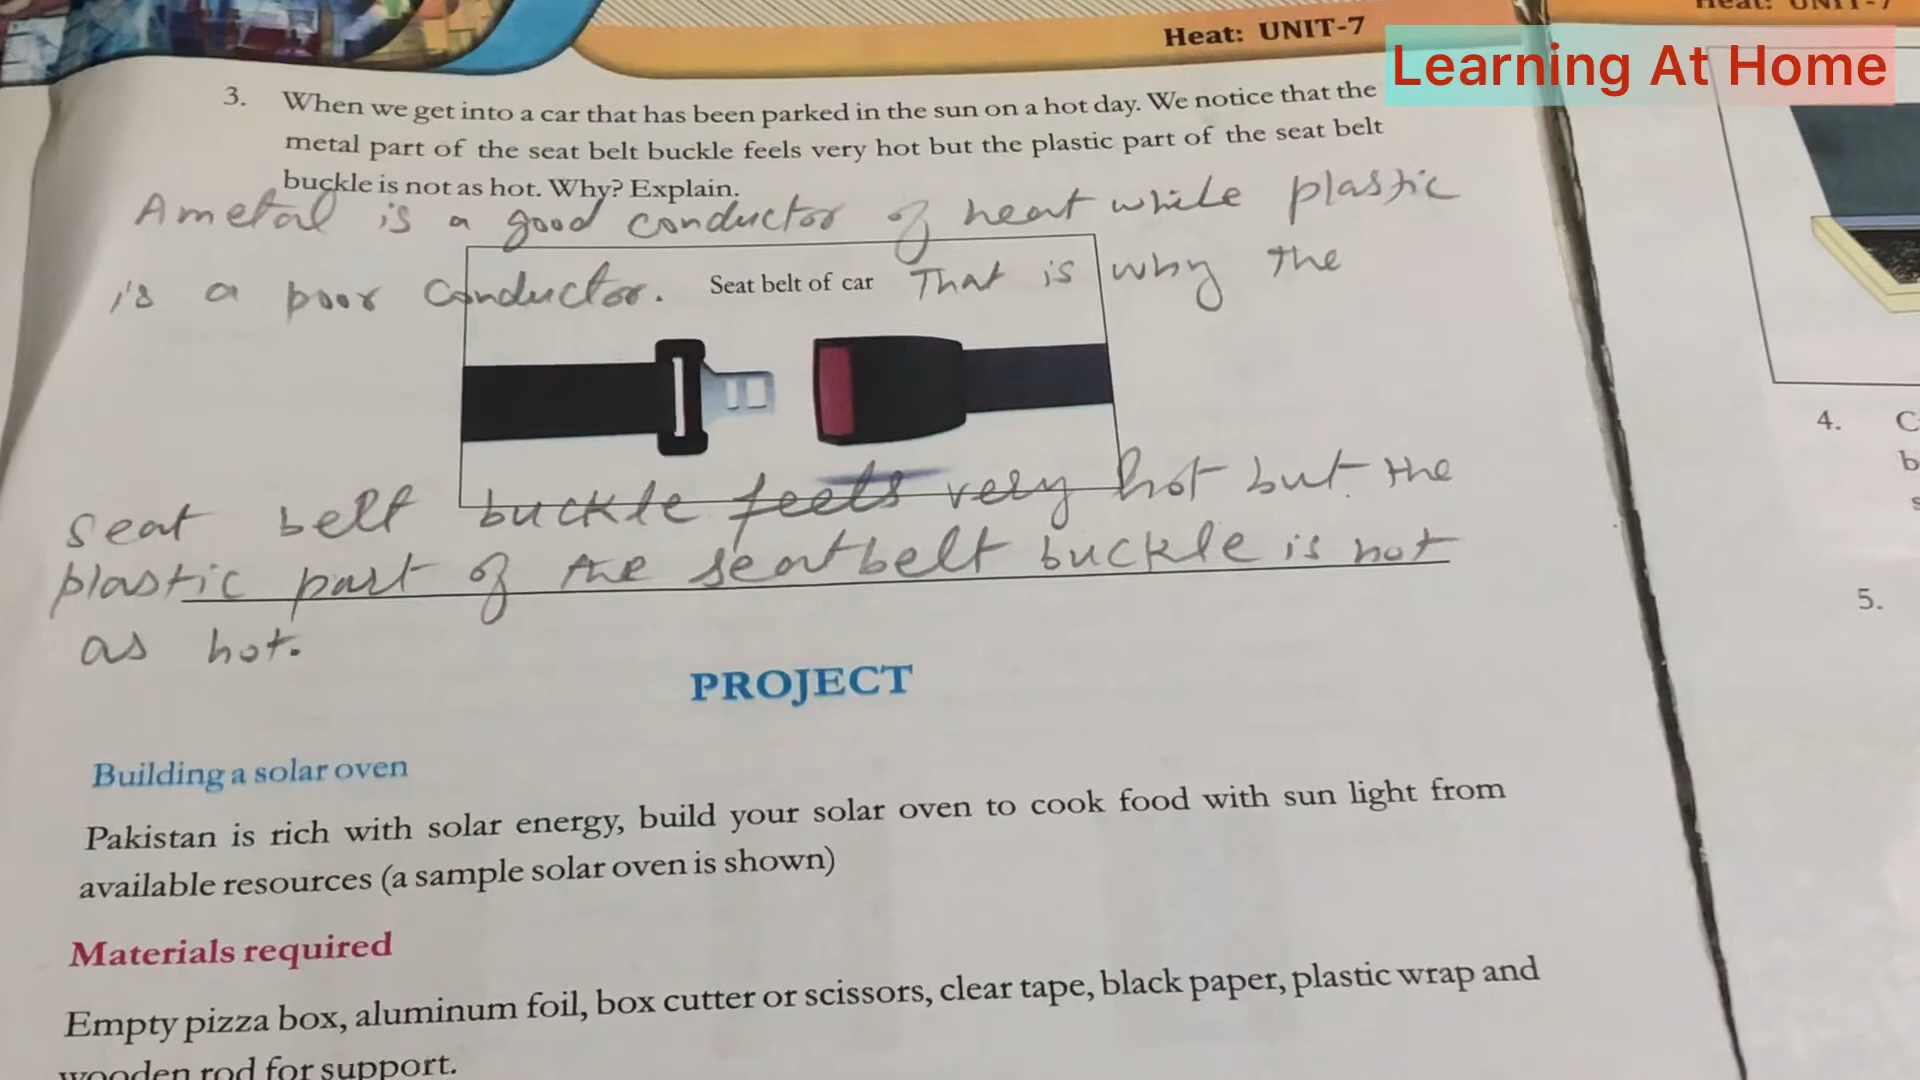 Heat: UNIT-7
Heat: UNIT-7
Learning At Home
3. When we get into a car that has been parked in the sun on a hot day. We notice that the
metal part of the seat belt buckle feels very hot but the plastic part of the seat belt
buckle is not as hot. Why? Explain.
A metal is a good conductor of heat while plastic
is a poor conductor. That is why the
Seat belt of car
seat belt buckle feels very hot but the
plastic part of the seat belt buckle is not
as hot.
PROJECT
Building a solar oven
Pakistan is rich with solar energy, build your solar oven to cook food with sun light from
available resources (a sample solar oven is shown)
Materials required
Empty pizza box, aluminum foil, box cutter or scissors, clear tape, black paper, plastic wrap and
wooden rod for support.
4.
5.